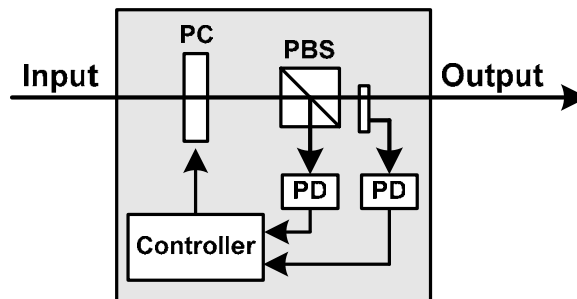 PC
PBS
Input
Output
PD
PD
Controller